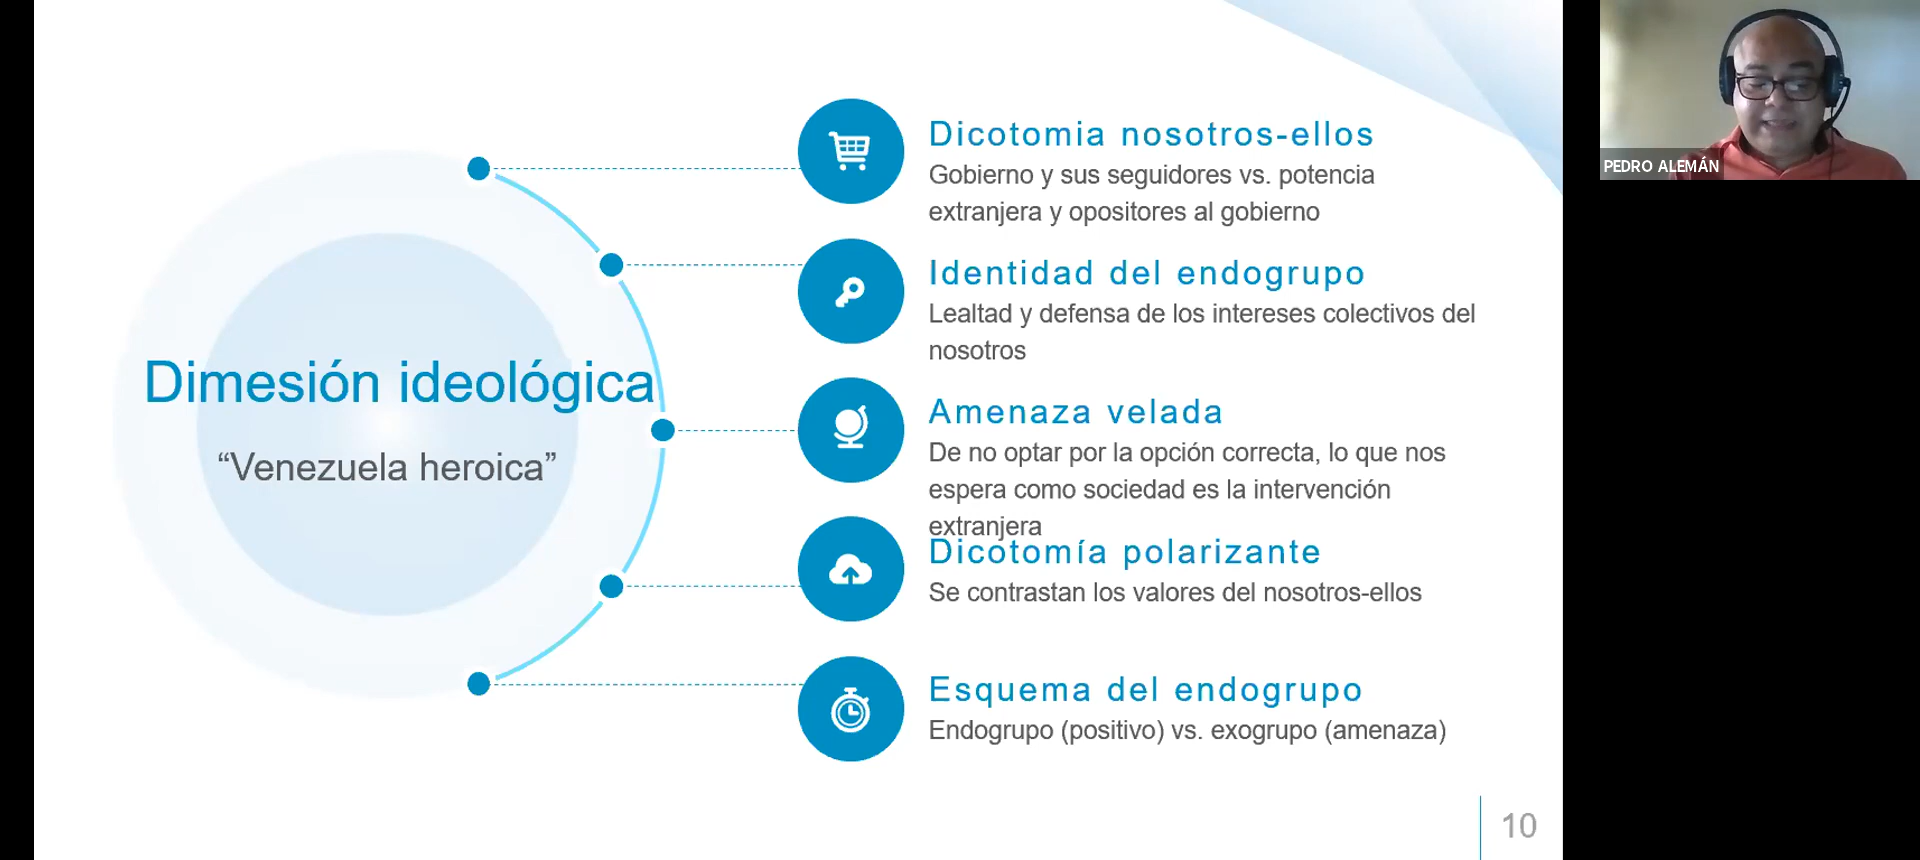 Dimesión ideológica
“Venezuela heroica”
Dicotomia nosotros-ellos
Gobierno y sus seguidores vs. potencia
extranjera y opositores al gobierno
Identidad del endogrupo
Lealtad y defensa de los intereses colectivos del
nosotros
Amenaza velada
De no optar por la opción correcta, lo que nos
espera como sociedad es la intervención
extranjera
Dicotomía polarizante
Se contrastan los valores del nosotros-ellos
Esquema del endogrupo
Endogrupo (positivo) vs. exogrupo (amenaza)
10
PEDRO ALEMÁN